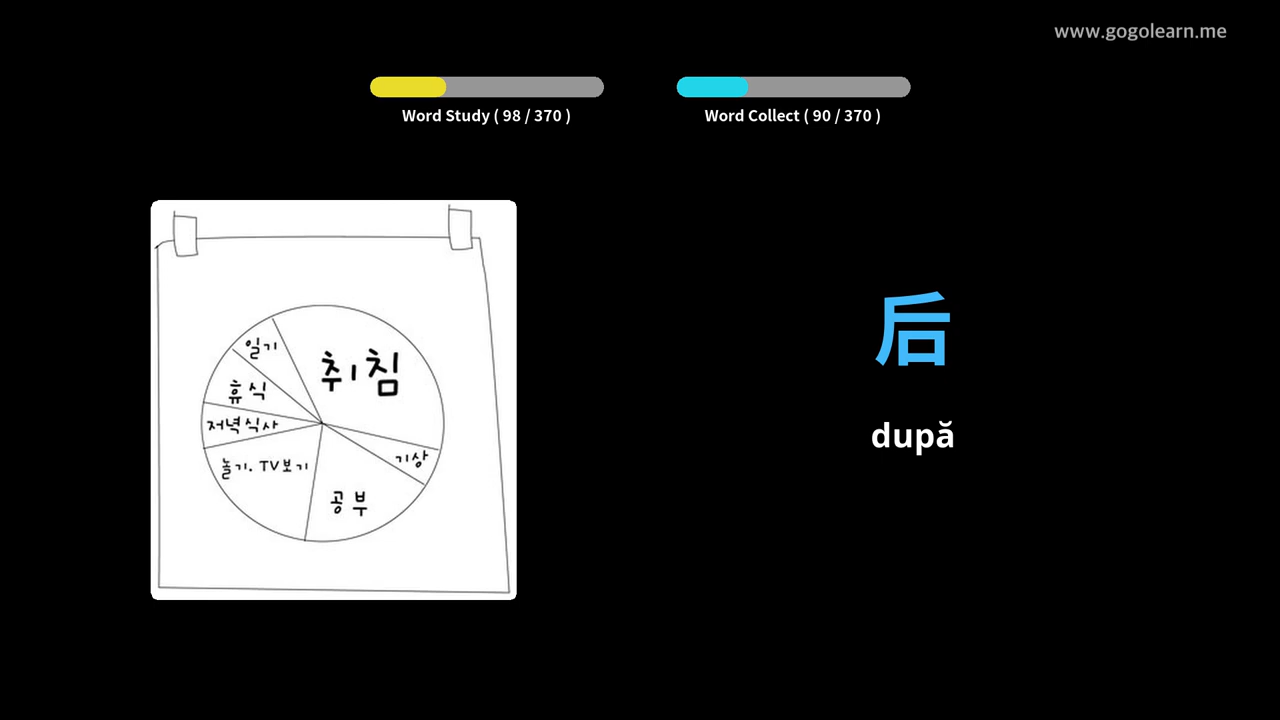 www.gogolearn.me
Word Study ( 98 / 370 )
Word Collect ( 90 / 370 )
일기
취침
휴식
저녁식사
놀기. TV보기
기상
공부
后
după